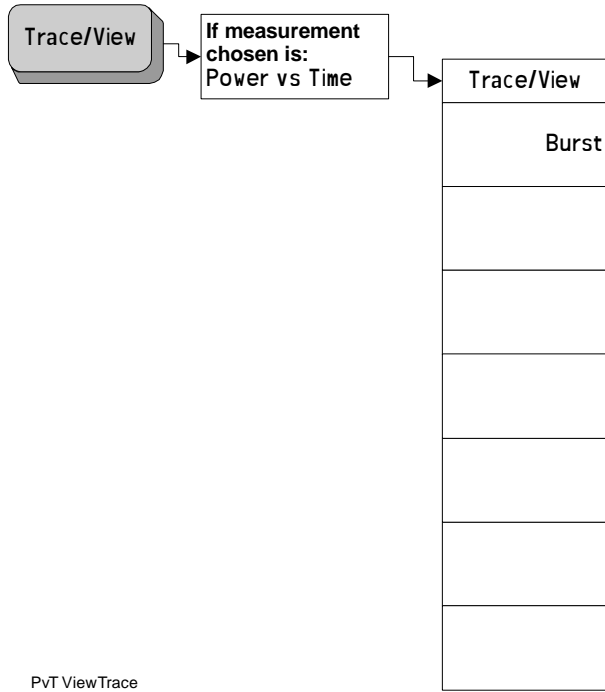 Trace/View
If measurement
chosen is:
Power vs Time
Trace/View
Burst
PvT ViewTrace